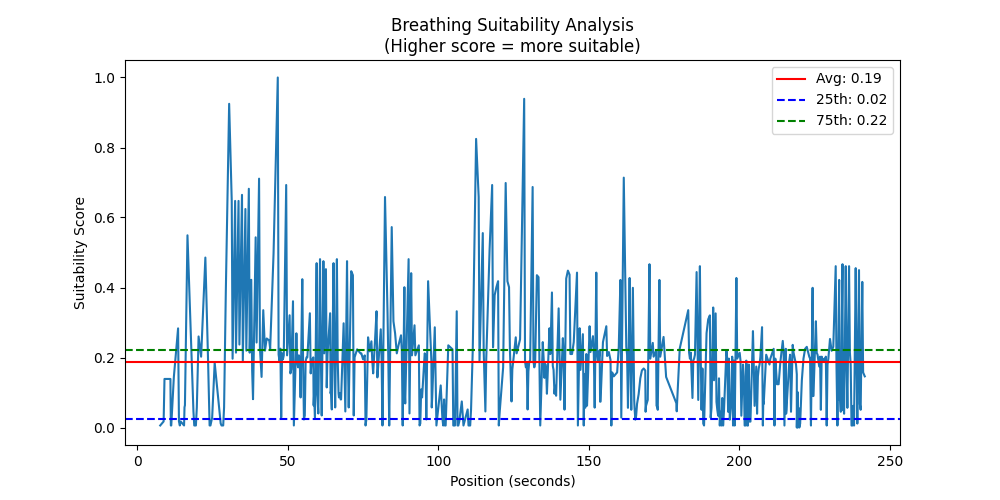 Breathing Suitability Analysis
(Higher score = more suitable)
Avg: 0.19
25th: 0.02
75th: 0.22
Suitability Score
1.0
0.8
0.6
0.4
0.2
0.0
0
50
100
150
200
250
Position (seconds)